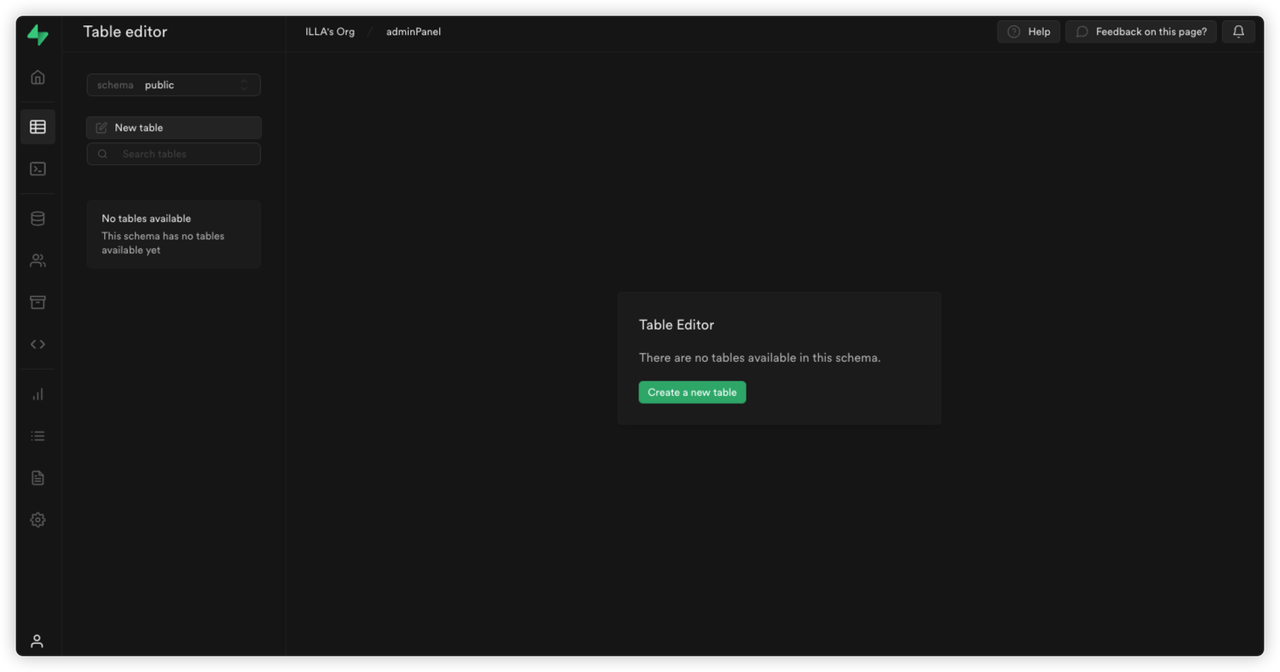 Table editor
ILLA's Org / adminPanel
Help
Feedback on this page?
schema public
New table
Search tables
No tables available
This schema has no tables
available yet
Table Editor
There are no tables available in this schema.
Create a new table